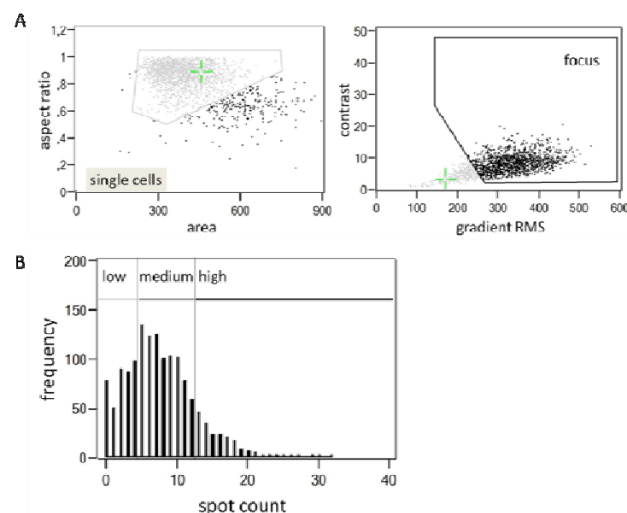 A
1,2
1
,8
,6
,4
,2
0
aspect ratio
single cells
0 300 600 900
area
50
40
30
20
10
0
contrast
focus
0 100 200 300 400 500 600
gradient RMS
B
200
150
100
50
0
frequency
low medium high
0 10 20 30 40
spot count